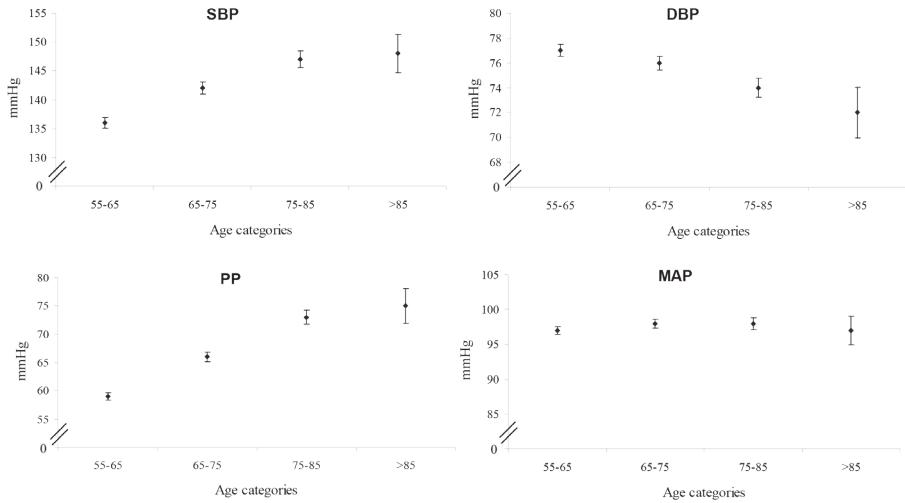 SBP
155
150
145
140
135
130
0
mmHg
55-65 65-75 75-85 >85
Age categories
DBP
80
78
76
74
72
70
68
0
mmHg
55-65 65-75 75-85 >85
Age categories
PP
80
75
70
65
60
55
0
mmHg
55-65 65-75 75-85 >85
Age categories
MAP
105
100
95
90
85
0
mmHg
55-65 65-75 75-85 >85
Age categories